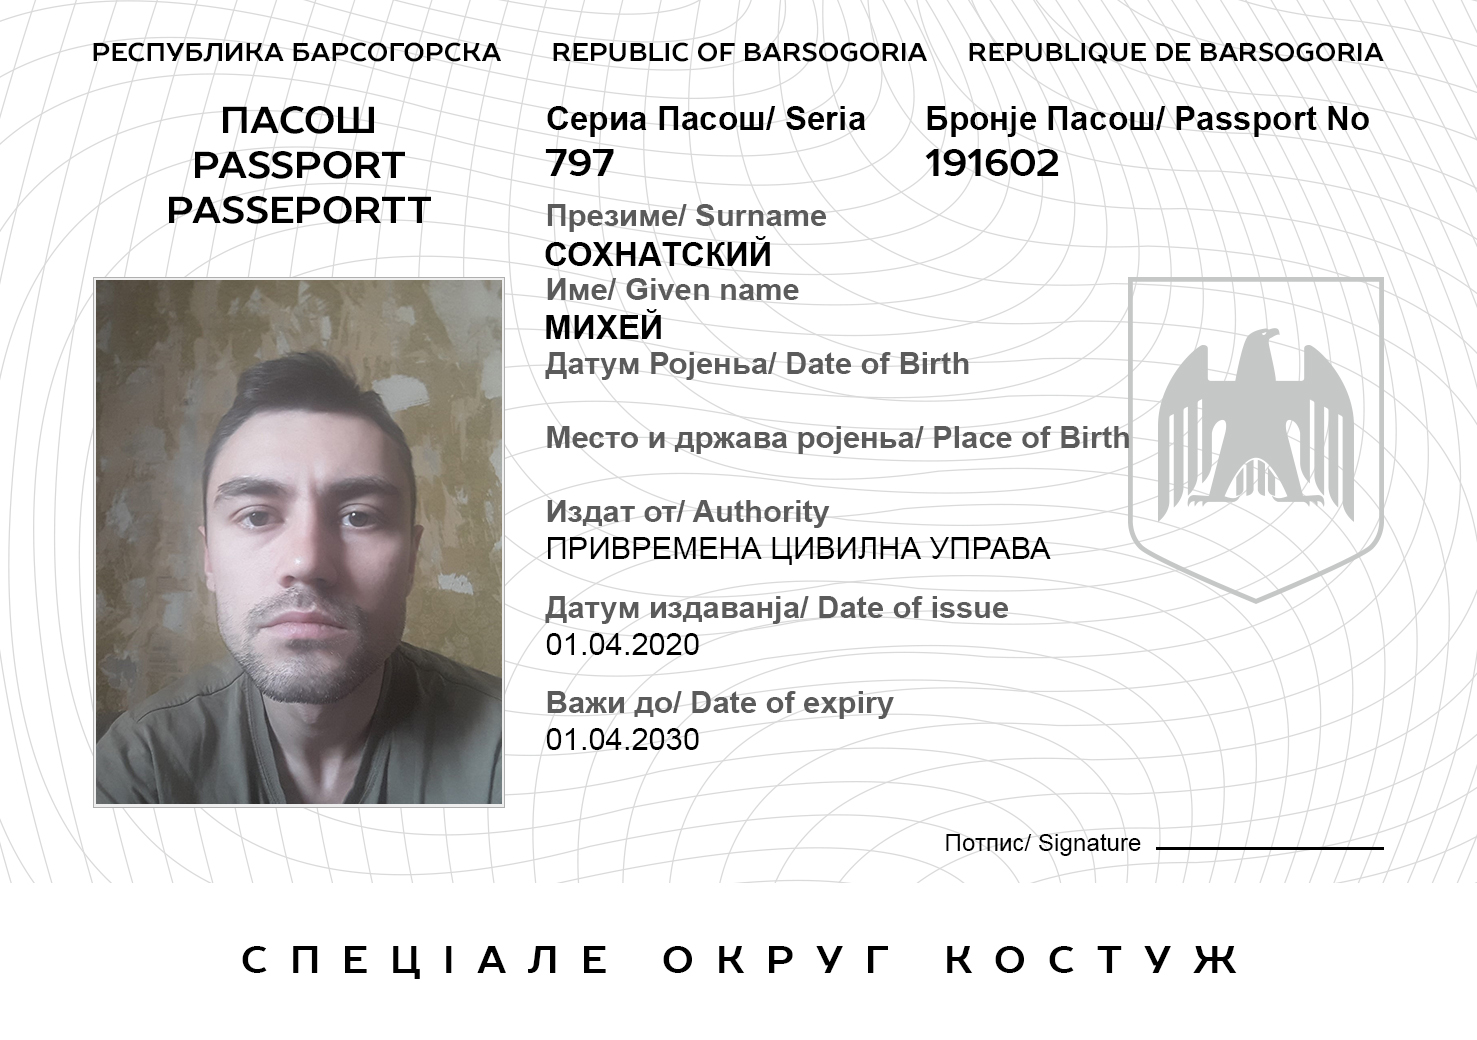 РЕСПУБЛИКА БАРСОГОРСКА REPUBLIC OF BARSOGORIA REPUBLIQUE DE BARSOGORIA
ПАСОШ
PASSPORT
PASSEPORTT
Сериа Пасош/ Seria
797
Бронје Пасош/ Passport No
191602
Презиме/ Surname
СОХНАТСКИЙ
Име/ Given name
МИХЕЙ
ДатумРојења/ Date of Birth
Место и држава ројења/ Place of Birth
Издат от/ Authority
ПРИВРЕМЕНА ЦИВИЛНА УПРАВА
Датум издаванја/ Date of issue
01.04.2020
Важи до/ Date of expiry
01.04.2030
Потпис/ Signature
СПЕЦІАЛЕ ОКРУГ КОСТУЖ